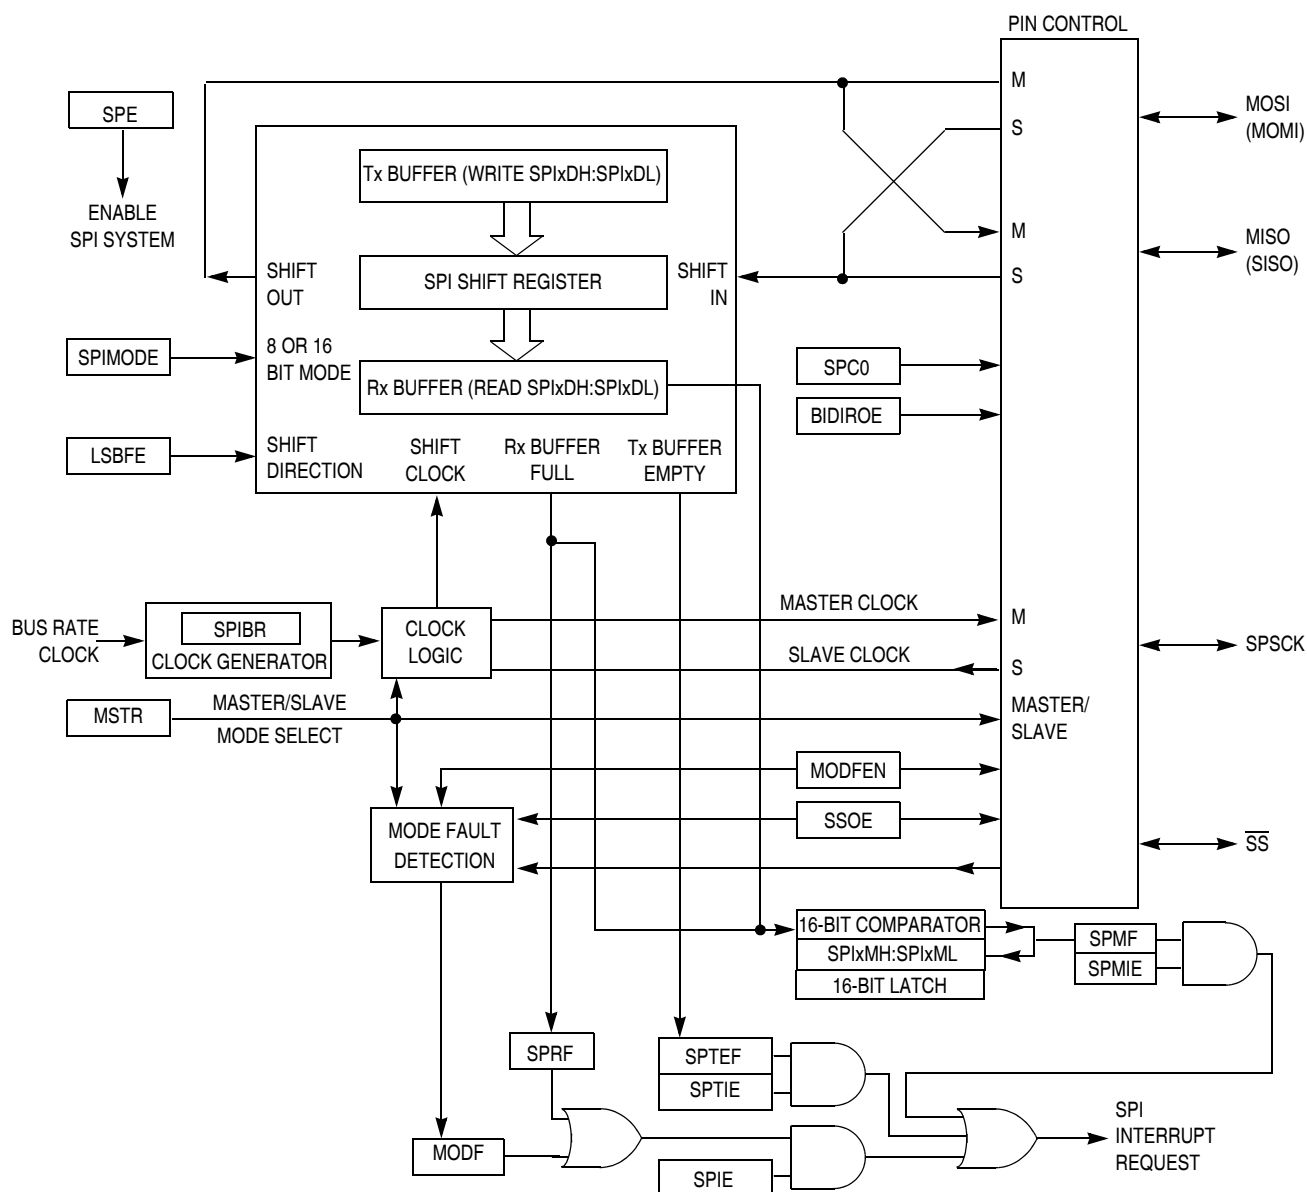 PIN CONTROL
M
MOSI
(MOMI)
SPE
S
Tx BUFFER (WRITE SPIxDH:SPIxDL)
ENABLE
SPI SYSTEM
M
MISO
(SISO)
SHIFT
OUT
SPI SHIFT REGISTER
SHIFT
IN
S
SPIMODE
8 OR 16
BIT MODE
SPC0
Rx BUFFER (READ SPIxDH:SPIxDL)
BIDIROE
LSBFE
SHIFT
DIRECTION
SHIFT
CLOCK
Rx BUFFER
FULL
Tx BUFFER
EMPTY
MASTER CLOCK
M
BUS RATE
CLOCK
SPIBR
CLOCK GENERATOR
CLOCK
LOGIC
SPSCK
SLAVE CLOCK
S
MSTR
MASTER/SLAVE
MODE SELECT
MASTER/
SLAVE
MODFEN
MODE FAULT
DETECTION
SSOE
SS
16-BIT COMPARATOR
SPIxMH:SPIxML
16-BIT LATCH
SPMF
SPMIE
SPRF
SPTEF
SPTIE
MODF
SPIE
SPI
INTERRUPT
REQUEST